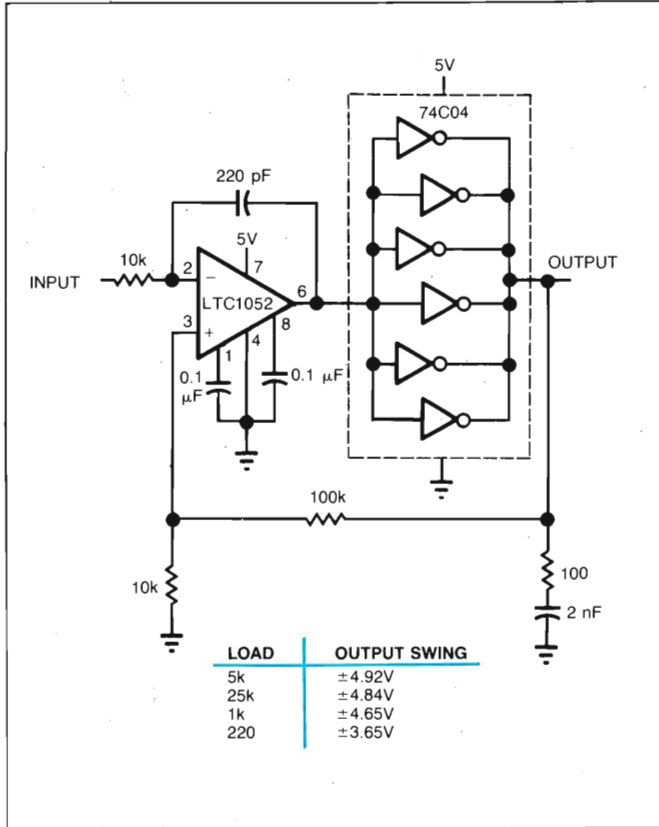 5V
74C04
220 pF
10k
5V
INPUT
2
−
7
LTC1052
6
OUTPUT
3
+
1
4
8
0.1
μF
0.1 μF
100k
10k
100
2 nF
LOAD OUTPUT SWING
5k ±4.92V
25k ±4.84V
1k ±4.65V
220 ±3.65V